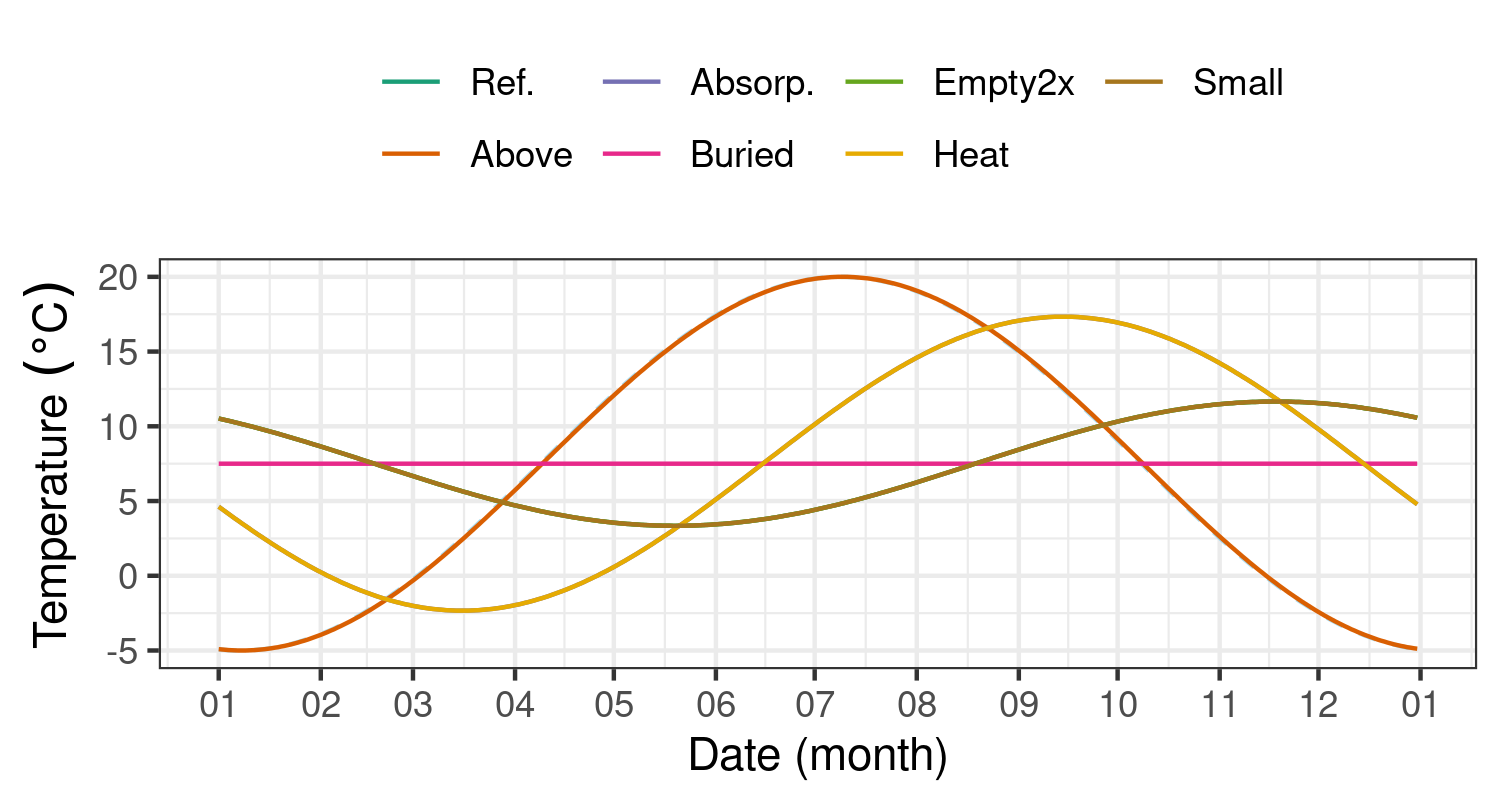 Ref. Absorp. Empty2x Small
Above Buried Heat
Temperature (°C)
20
15
10
5
0
-5
01 02 03 04 05 06 07 08 09 10 11 12 01
Date (month)